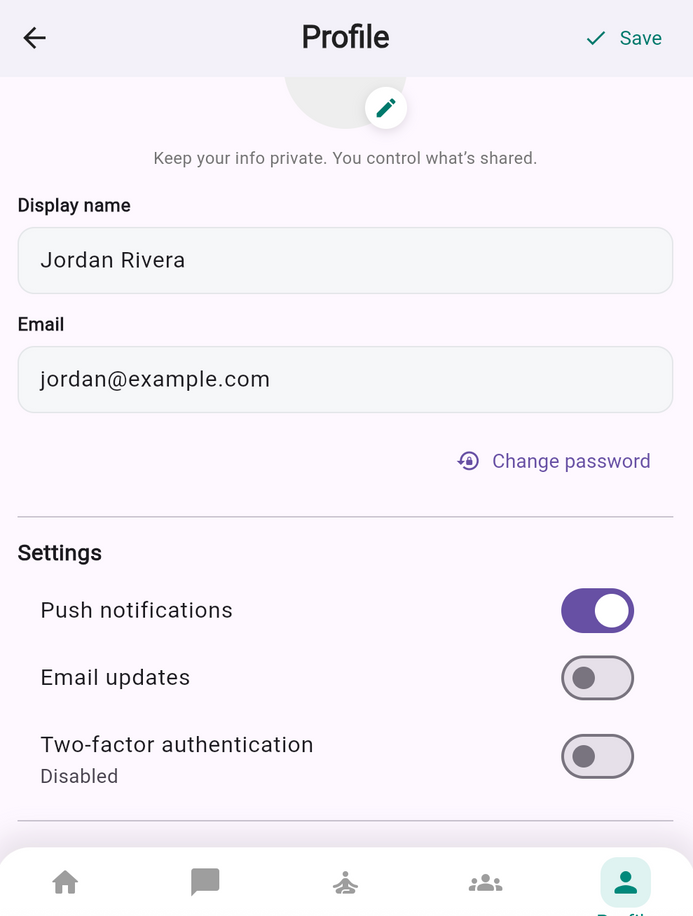 Profile
Save
Keep your info private. You control what’s shared.
Display name
Jordan Rivera
Email
jordan@example.com
Change password
Settings
Push notifications
Email updates
Two-factor authentication
Disabled
Profile